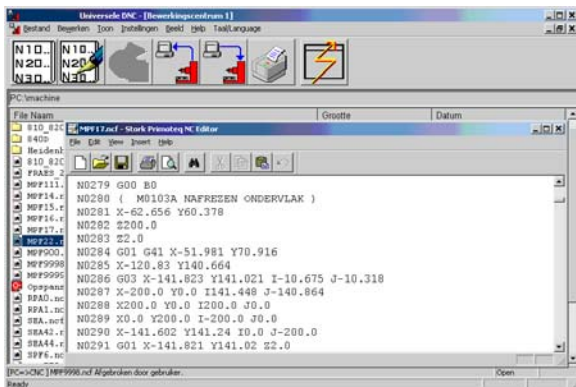 Universele DNC - [Bewerkingscentrum 1]
Bestand Bewerken Toon Instellingen Beeld Help Taal/Language
N10.. N10..
N20.. N20
N30.. N30..
PC:\machine
File Naam Grootte Datum
810_820
840D
Heidenh
810_820
FRAES_2
MPF111.
MPF14.n
MPF15.n
MPF16.n
MPF17.n
MPF22.n
MPF900.
MPF9998
MPF9999
Opspans
RPA0.nc
RPA1.nc
SHA.ncf
SHA42.n
SHA44.n
SPF6.nc
MPF17.ncf - Stork Primoteq NC Editor
File Edit View Insert Help
N0279 G00 B0
N0280 ( M0103A NAFREZEN ONDERVLAK )
N0281 X-62.656 Y60.378
N0282 Z200.0
N0283 Z2.0
N0284 G01 G41 X-51.981 Y70.916
N0285 X-120.83 Y140.664
N0286 G03 X-141.823 Y141.021 I-10.675 J-10.318
N0287 X-200.0 Y0.0 I141.448 J-140.864
N0288 X200.0 Y0.0 I200.0 J0.0
N0289 X0.0 Y200.0 I-200.0 J0.0
N0290 X-141.602 Y141.24 I0.0 J-200.0
N0291 G01 X-141.821 Y141.02 Z2.0
[PC=>CNC ] MPF9998.ncf Afgebroken door gebruiker. Open
Ready